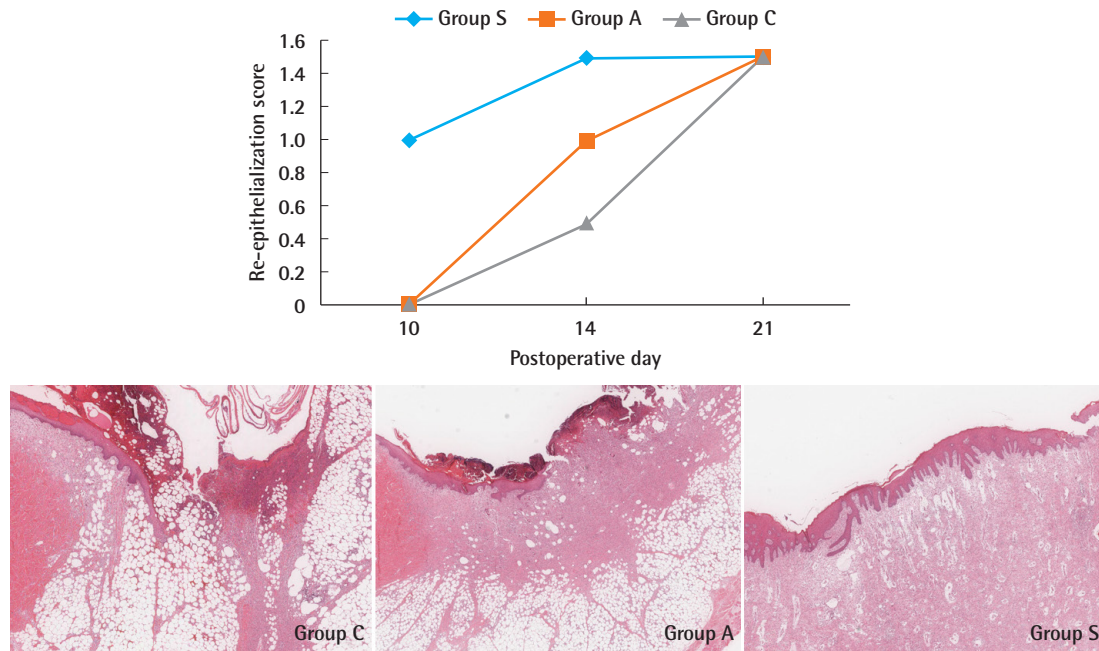 Group S Group A Group C
Re-epithelialization score
1.6
1.4
1.2
1.0
0.8
0.6
0.4
0.2
0
10 14 21
Postoperative day
Group C Group A Group S